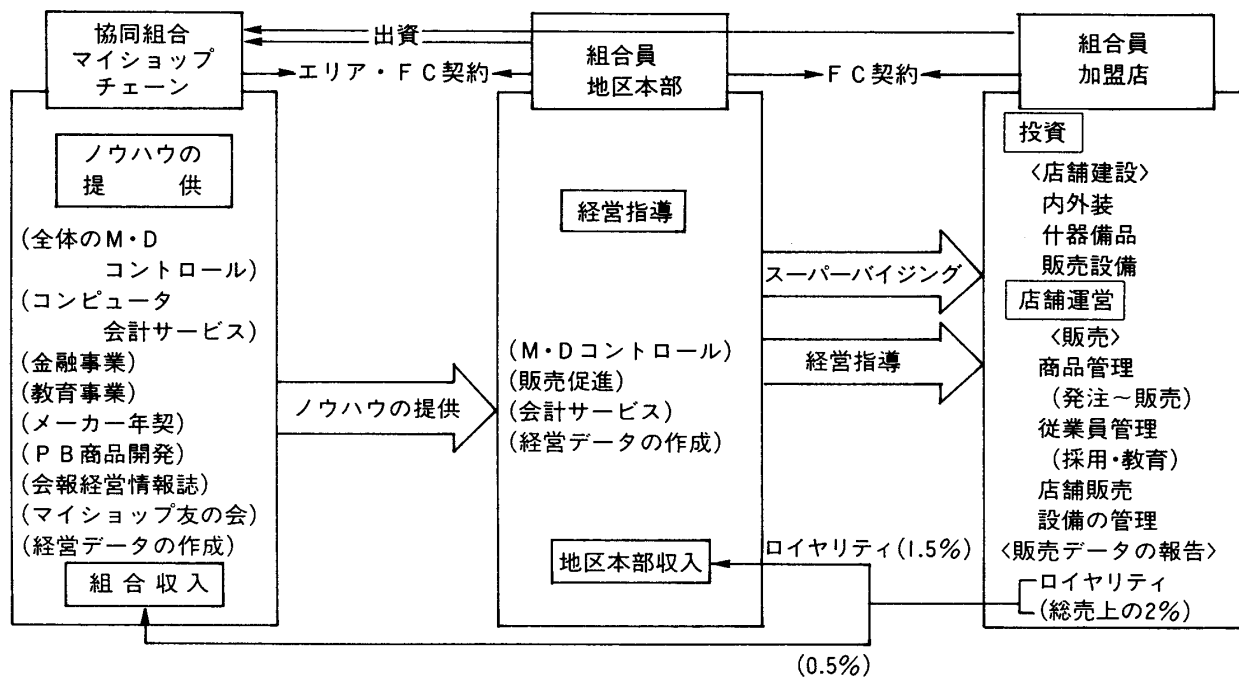 協同組合
マイショップ
チェーン
出資
エリア・FC契約
組合員
地区本部
FC契約
組合員
加盟店
ノウハウの
提　　供
(全体のM・D
コントロール)
(コンピュータ
会計サービス)
(金融事業)
(教育事業)
(メーカー年契)
(PB商品開発)
(会報経営情報誌)
(マイショップ友の会)
(経営データの作成)
組合収入
ノウハウの提供
経営指導
(M・Dコントロール)
(販売促進)
(会計サービス)
(経営データの作成)
地区本部収入
スーパーバイジング
経営指導
ロイヤリティ(1.5%)
(0.5%)
投資
〈店舗建設〉
内外装
什器備品
販売設備
店舗運営
〈販売〉
商品管理
(発注～販売)
従業員管理
(採用・教育)
店舗販売
設備の管理
〈販売データの報告〉
ロイヤリティ
(総売上の2%)